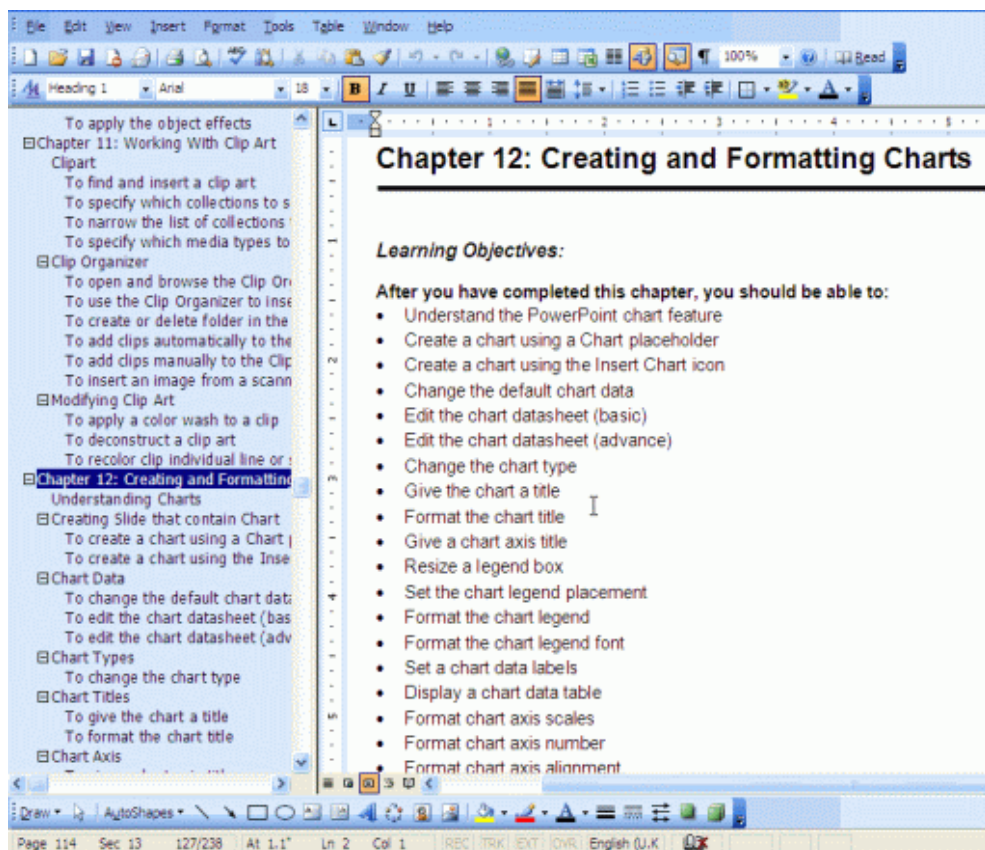 File Edit View Insert Format Tools Table Window Help
100% Read
Heading 1 Arial 18 B I U
To apply the object effects
Chapter 11: Working With Clip Art
Clipart
To find and insert a clip art
To specify which collections to s
To narrow the list of collections
To specify which media types to
Clip Organizer
To open and browse the Clip Or
To use the Clip Organizer to inse
To create or delete folder in the
To add clips automatically to the
To add clips manually to the Clip
To insert an image from a scann
Modifying Clip Art
To apply a color wash to a clip
To deconstruct a clip art
To recolor clip individual line or
Chapter 12: Creating and Formatting
Understanding Charts
Creating Slide that contain Chart
To create a chart using a Chart
To create a chart using the Inse
Chart Data
To change the default chart data
To edit the chart datasheet (bas
To edit the chart datasheet (adv
Chart Types
To change the chart type
Chart Titles
To give the chart a title
To format the chart title
Chart Axis
1 2 3 4 5
Chapter 12: Creating and Formatting Charts
Learning Objectives:
After you have completed this chapter, you should be able to:
• Understand the PowerPoint chart feature
• Create a chart using a Chart placeholder
• Create a chart using the Insert Chart icon
• Change the default chart data
• Edit the chart datasheet (basic)
• Edit the chart datasheet (advance)
• Change the chart type
• Give the chart a title
• Format the chart title
• Give a chart axis title
• Resize a legend box
• Set the chart legend placement
• Format the chart legend
• Format the chart legend font
• Set a chart data labels
• Display a chart data table
• Format chart axis scales
• Format chart axis number
• Format chart axis alignment
Draw AutoShapes
Page 114 Sec 13 127/238 At 1.1" Ln 2 Col 1 REC TRK EXT OVR English (U.K